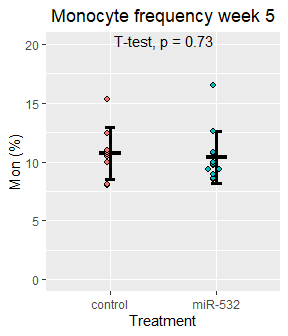 Monocyte frequency week 5
T-test, p = 0.73
Mon (%)
20
15
10
5
0
control miR-532
Treatment